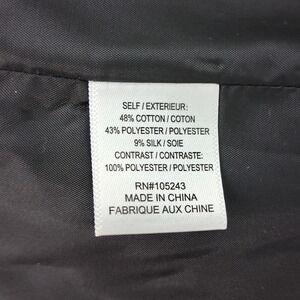 SELF / EXTERIEUR:
48% COTTON / COTON
43% POLYESTER / POLYESTER
9% SILK / SOIE
CONTRAST / CONTRASTE:
100% POLYESTER / POLYESTER
RN#105243
MADE IN CHINA
FABRIQUE AUX CHINE